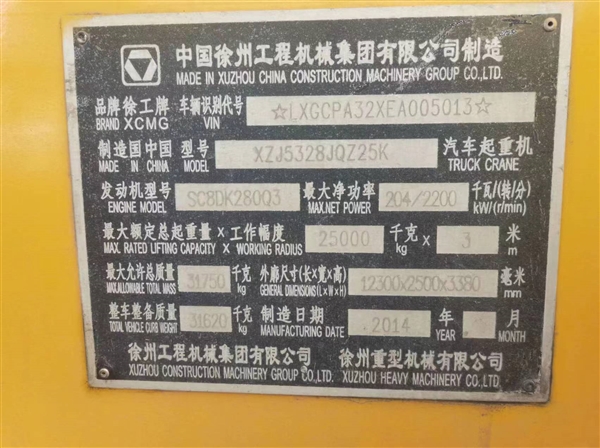 中国徐州工程机械集团有限公司制造
MADE IN XUZHOU CHINA CONSTRUCTION MACHINERY GROUP CO.,LTD.
品牌 徐工牌 车辆识别代号 ☆LXGCPA32XEA005013☆
BRAND XCMG VIN
制造国 中国 型号 XZJ5328JQZ25K 汽车起重机
MADE IN CHINA MODEL TRUCK CRANE
发动机型号 SC8DK280Q3 最大净功率 204/2200 千瓦/(转/分)
ENGINE MODEL MAX.NET POWER kW/(r/min)
最大额定总起重量 × 工作幅度 25000 千克 × 3 米
MAX. RATED LIFTING CAPACITY × WORKING RADIUS kg m
最大允许总质量 31750 千克 外廓尺寸(长×宽×高) 12300x2500x3380 毫米
MAX.ALLOWABLE TOTAL MASS kg GENERAL DIMENSIONS (L×W×H) mm
整车整备质量 31620 千克 制造日期 2014 年 月
TOTAL VEHICLE CURB WEIGHT kg MANUFACTURING DATE YEAR MONTH
徐州工程机械集团有限公司 徐州重型机械有限公司
XUZHOU CONSTRUCTION MACHINERY GROUP CO.,LTD. XUZHOU HEAVY MACHINERY CO.,LTD.